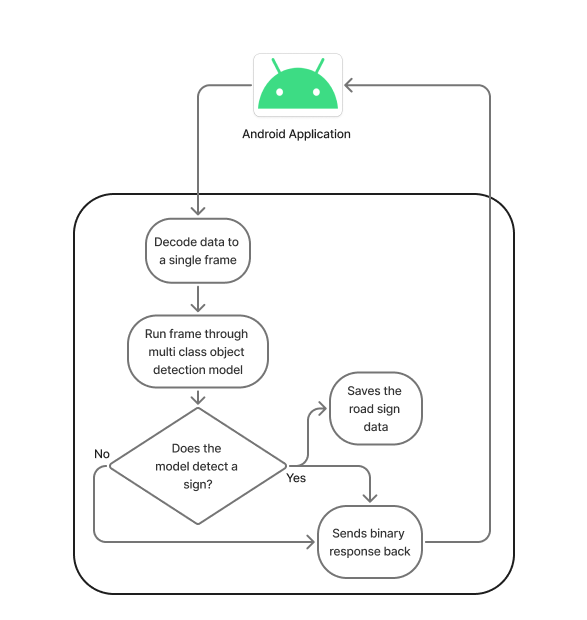 Android Application
Decode data to
a single frame
Run frame through
multi class object
detection model
Saves the
road sign
data
Does the
model detect a
sign?
No
Yes
Sends binary
response back